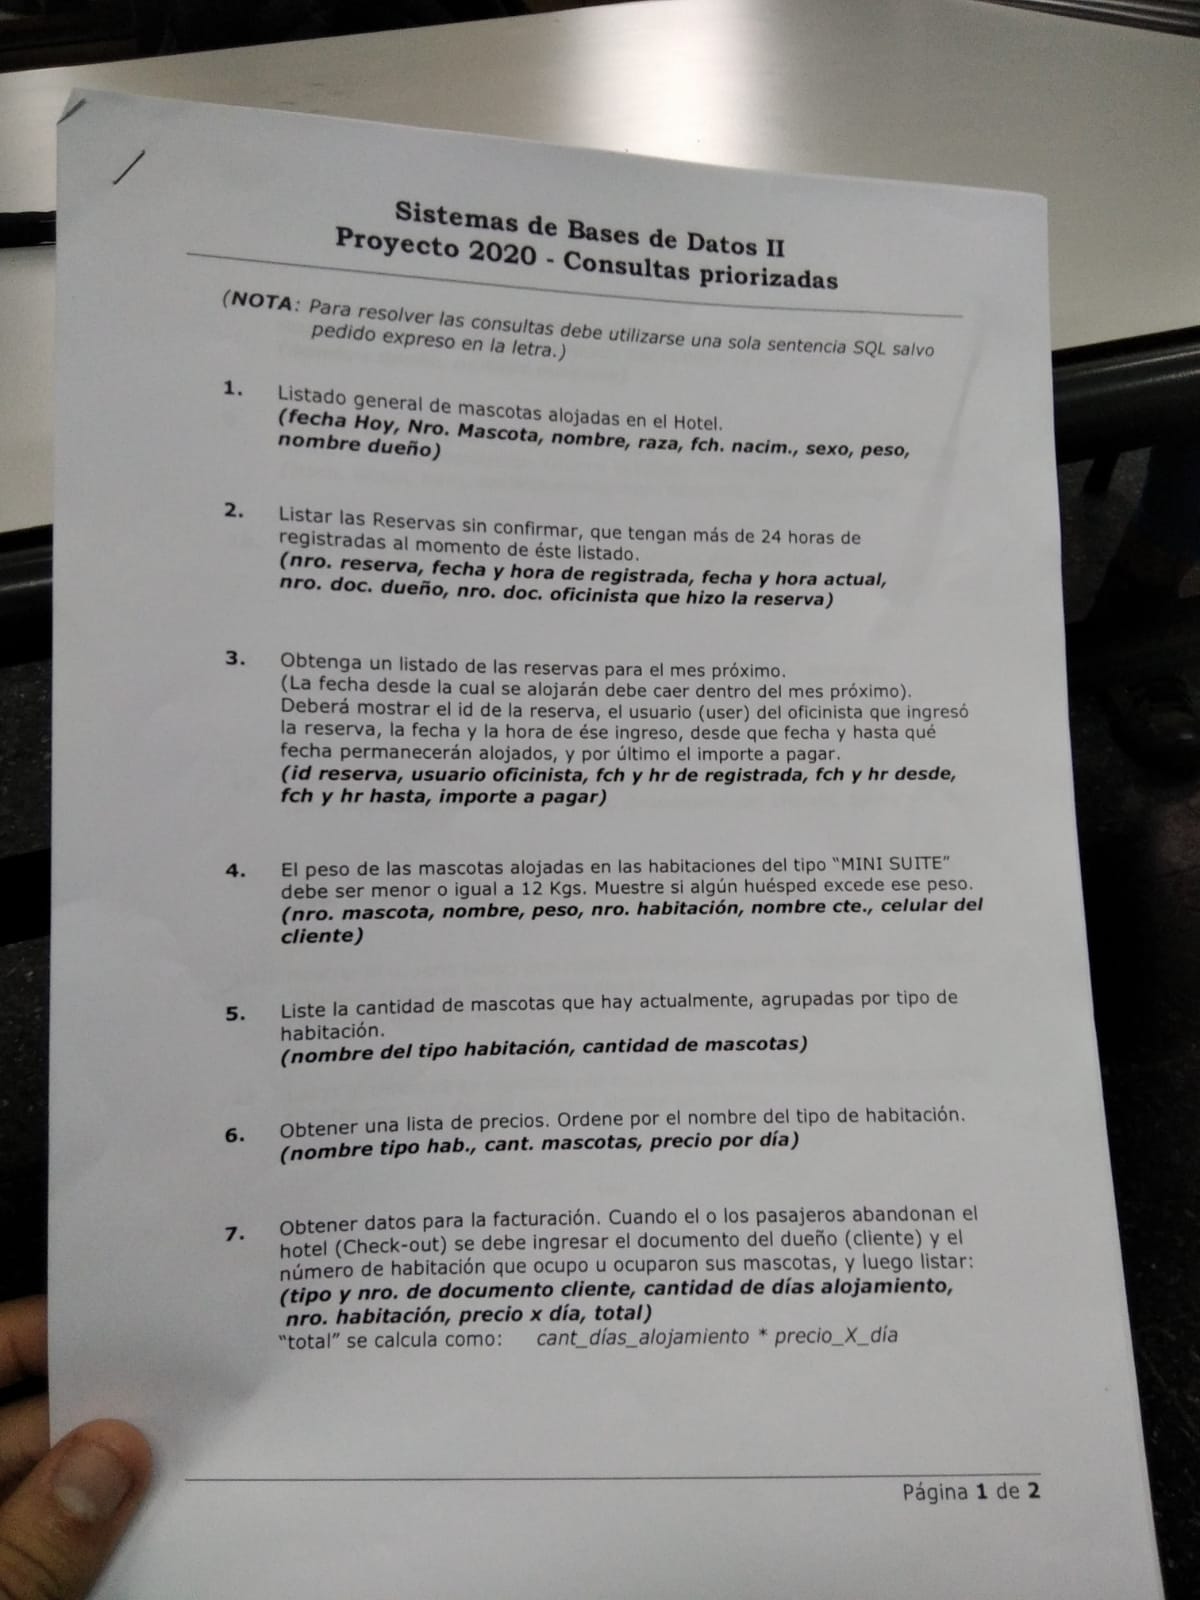 Sistemas de Bases de Datos II
Proyecto 2020 - Consultas priorizadas
(NOTA: Para resolver las consultas debe utilizarse una sola sentencia SQL salvo
pedido expreso en la letra.)
1. Listado general de mascotas alojadas en el Hotel.
(fecha Hoy, Nro. Mascota, nombre, raza, fch. nacim., sexo, peso,
nombre dueño)
2. Listar las Reservas sin confirmar, que tengan más de 24 horas de
registradas al momento de éste listado.
(nro. reserva, fecha y hora de registrada, fecha y hora actual,
nro. doc. dueño, nro. doc. oficinista que hizo la reserva)
3. Obtenga un listado de las reservas para el mes próximo.
(La fecha desde la cual se alojarán debe caer dentro del mes próximo).
Deberá mostrar el id de la reserva, el usuario (user) del oficinista que ingresó
la reserva, la fecha y la hora de ése ingreso, desde que fecha y hasta qué
fecha permanecerán alojados, y por último el importe a pagar.
(id reserva, usuario oficinista, fch y hr de registrada, fch y hr desde,
fch y hr hasta, importe a pagar)
4. El peso de las mascotas alojadas en las habitaciones del tipo “MINI SUITE”
debe ser menor o igual a 12 Kgs. Muestre si algún huésped excede ese peso.
(nro. mascota, nombre, peso, nro. habitación, nombre cte., celular del
cliente)
5. Liste la cantidad de mascotas que hay actualmente, agrupadas por tipo de
habitación.
(nombre del tipo habitación, cantidad de mascotas)
6. Obtener una lista de precios. Ordene por el nombre del tipo de habitación.
(nombre tipo hab., cant. mascotas, precio por día)
7. Obtener datos para la facturación. Cuando el o los pasajeros abandonan el
hotel (Check-out) se debe ingresar el documento del dueño (cliente) y el
número de habitación que ocupo u ocuparon sus mascotas, y luego listar:
(tipo y nro. de documento cliente, cantidad de días alojamiento,
nro. habitación, precio x día, total)
“total” se calcula como: cant_días_alojamiento * precio_X_día
Página 1 de 2